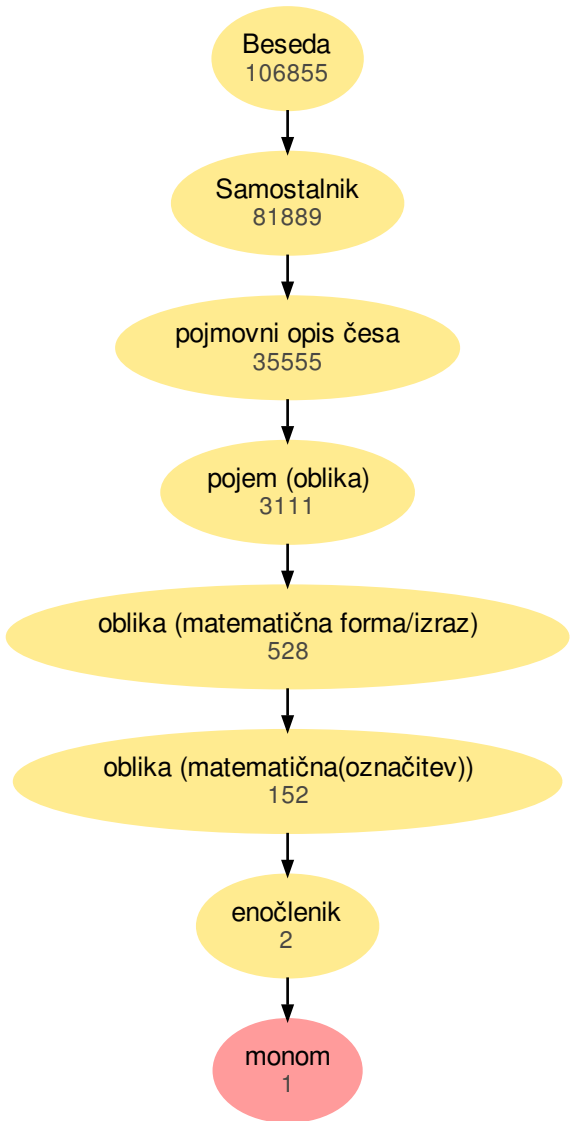 Beseda
106855
Samostalnik
81889
pojmovni opis česa
35555
pojem (oblika)
3111
oblika (matematična forma/izraz)
528
oblika (matematična(označitev))
152
enočlenik
2
monom
1